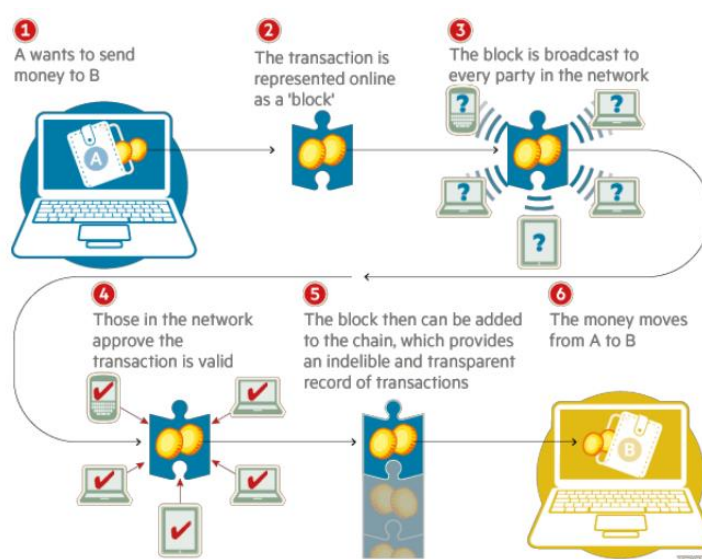 1
A wants to send
money to B
A
2
The transaction is
represented online
as a 'block'
3
The block is broadcast to
every party in the network
?
?
?
?
?
4
Those in the network
approve the
transaction is valid
5
The block then can be added
to the chain, which provides
an indelible and transparent
record of transactions
6
The money moves
from A to B
B